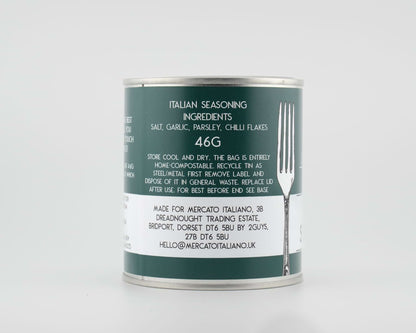 ITALIAN SEASONING
INGREDIENTS
SALT, GARLIC, PARSLEY, CHILLI FLAKES
46G
STORE COOL AND DRY. THE BAG IS ENTIRELY
HOME-COMPOSTABLE. RECYCLE TIN AS
STEEL/METAL. FIRST REMOVE LABEL AND
DISPOSE OF IN GENERAL WASTE. REPLACE LID
AFTER USE. FOR BEST BEFORE END SEE BASE
MADE FOR MERCATO ITALIANO, 3B
DREADNOUGHT TRADING ESTATE,
BRIDPORT, DORSET DT6 5BU BY 2GUYS,
27B DT6 5BU
HELLO@MERCATOITALIANO.UK